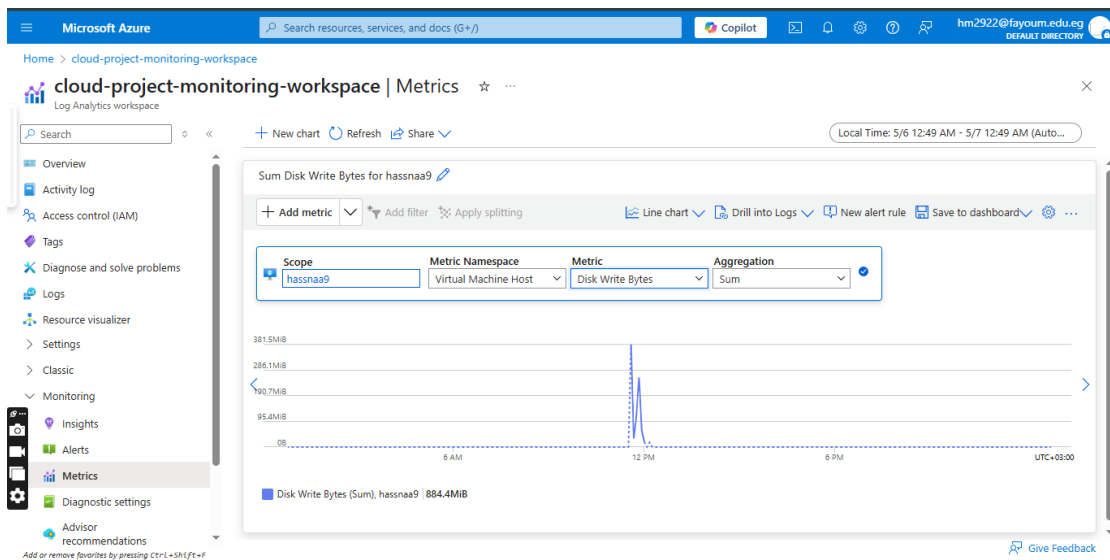 Microsoft Azure
Search resources, services, and docs (G+/)
Copilot
hm2922@fayoum.edu.eg
DEFAULT DIRECTORY
Home > cloud-project-monitoring-workspace
cloud-project-monitoring-workspace | Metrics
Log Analytics workspace
Search
Overview
Activity log
Access control (IAM)
Tags
Diagnose and solve problems
Logs
Resource visualizer
Settings
Classic
Monitoring
Insights
Alerts
Metrics
Diagnostic settings
Advisor
recommendations
Add or remove favorites by pressing Ctrl+Shift+F
New chart Refresh Share
Local Time: 5/6 12:49 AM - 5/7 12:49 AM (Auto...
Sum Disk Write Bytes for hassnaa9
Add metric Add filter Apply splitting Line chart Drill into Logs New alert rule Save to dashboard ...
Scope Metric Namespace Metric Aggregation
hassnaa9 Virtual Machine Host Disk Write Bytes Sum
381.5MiB
286.1MiB
190.7MiB
95.4MiB
0B
6 AM 12 PM 6 PM UTC+03:00
Disk Write Bytes (Sum), hassnaa9 | 884.4MiB
Give Feedback